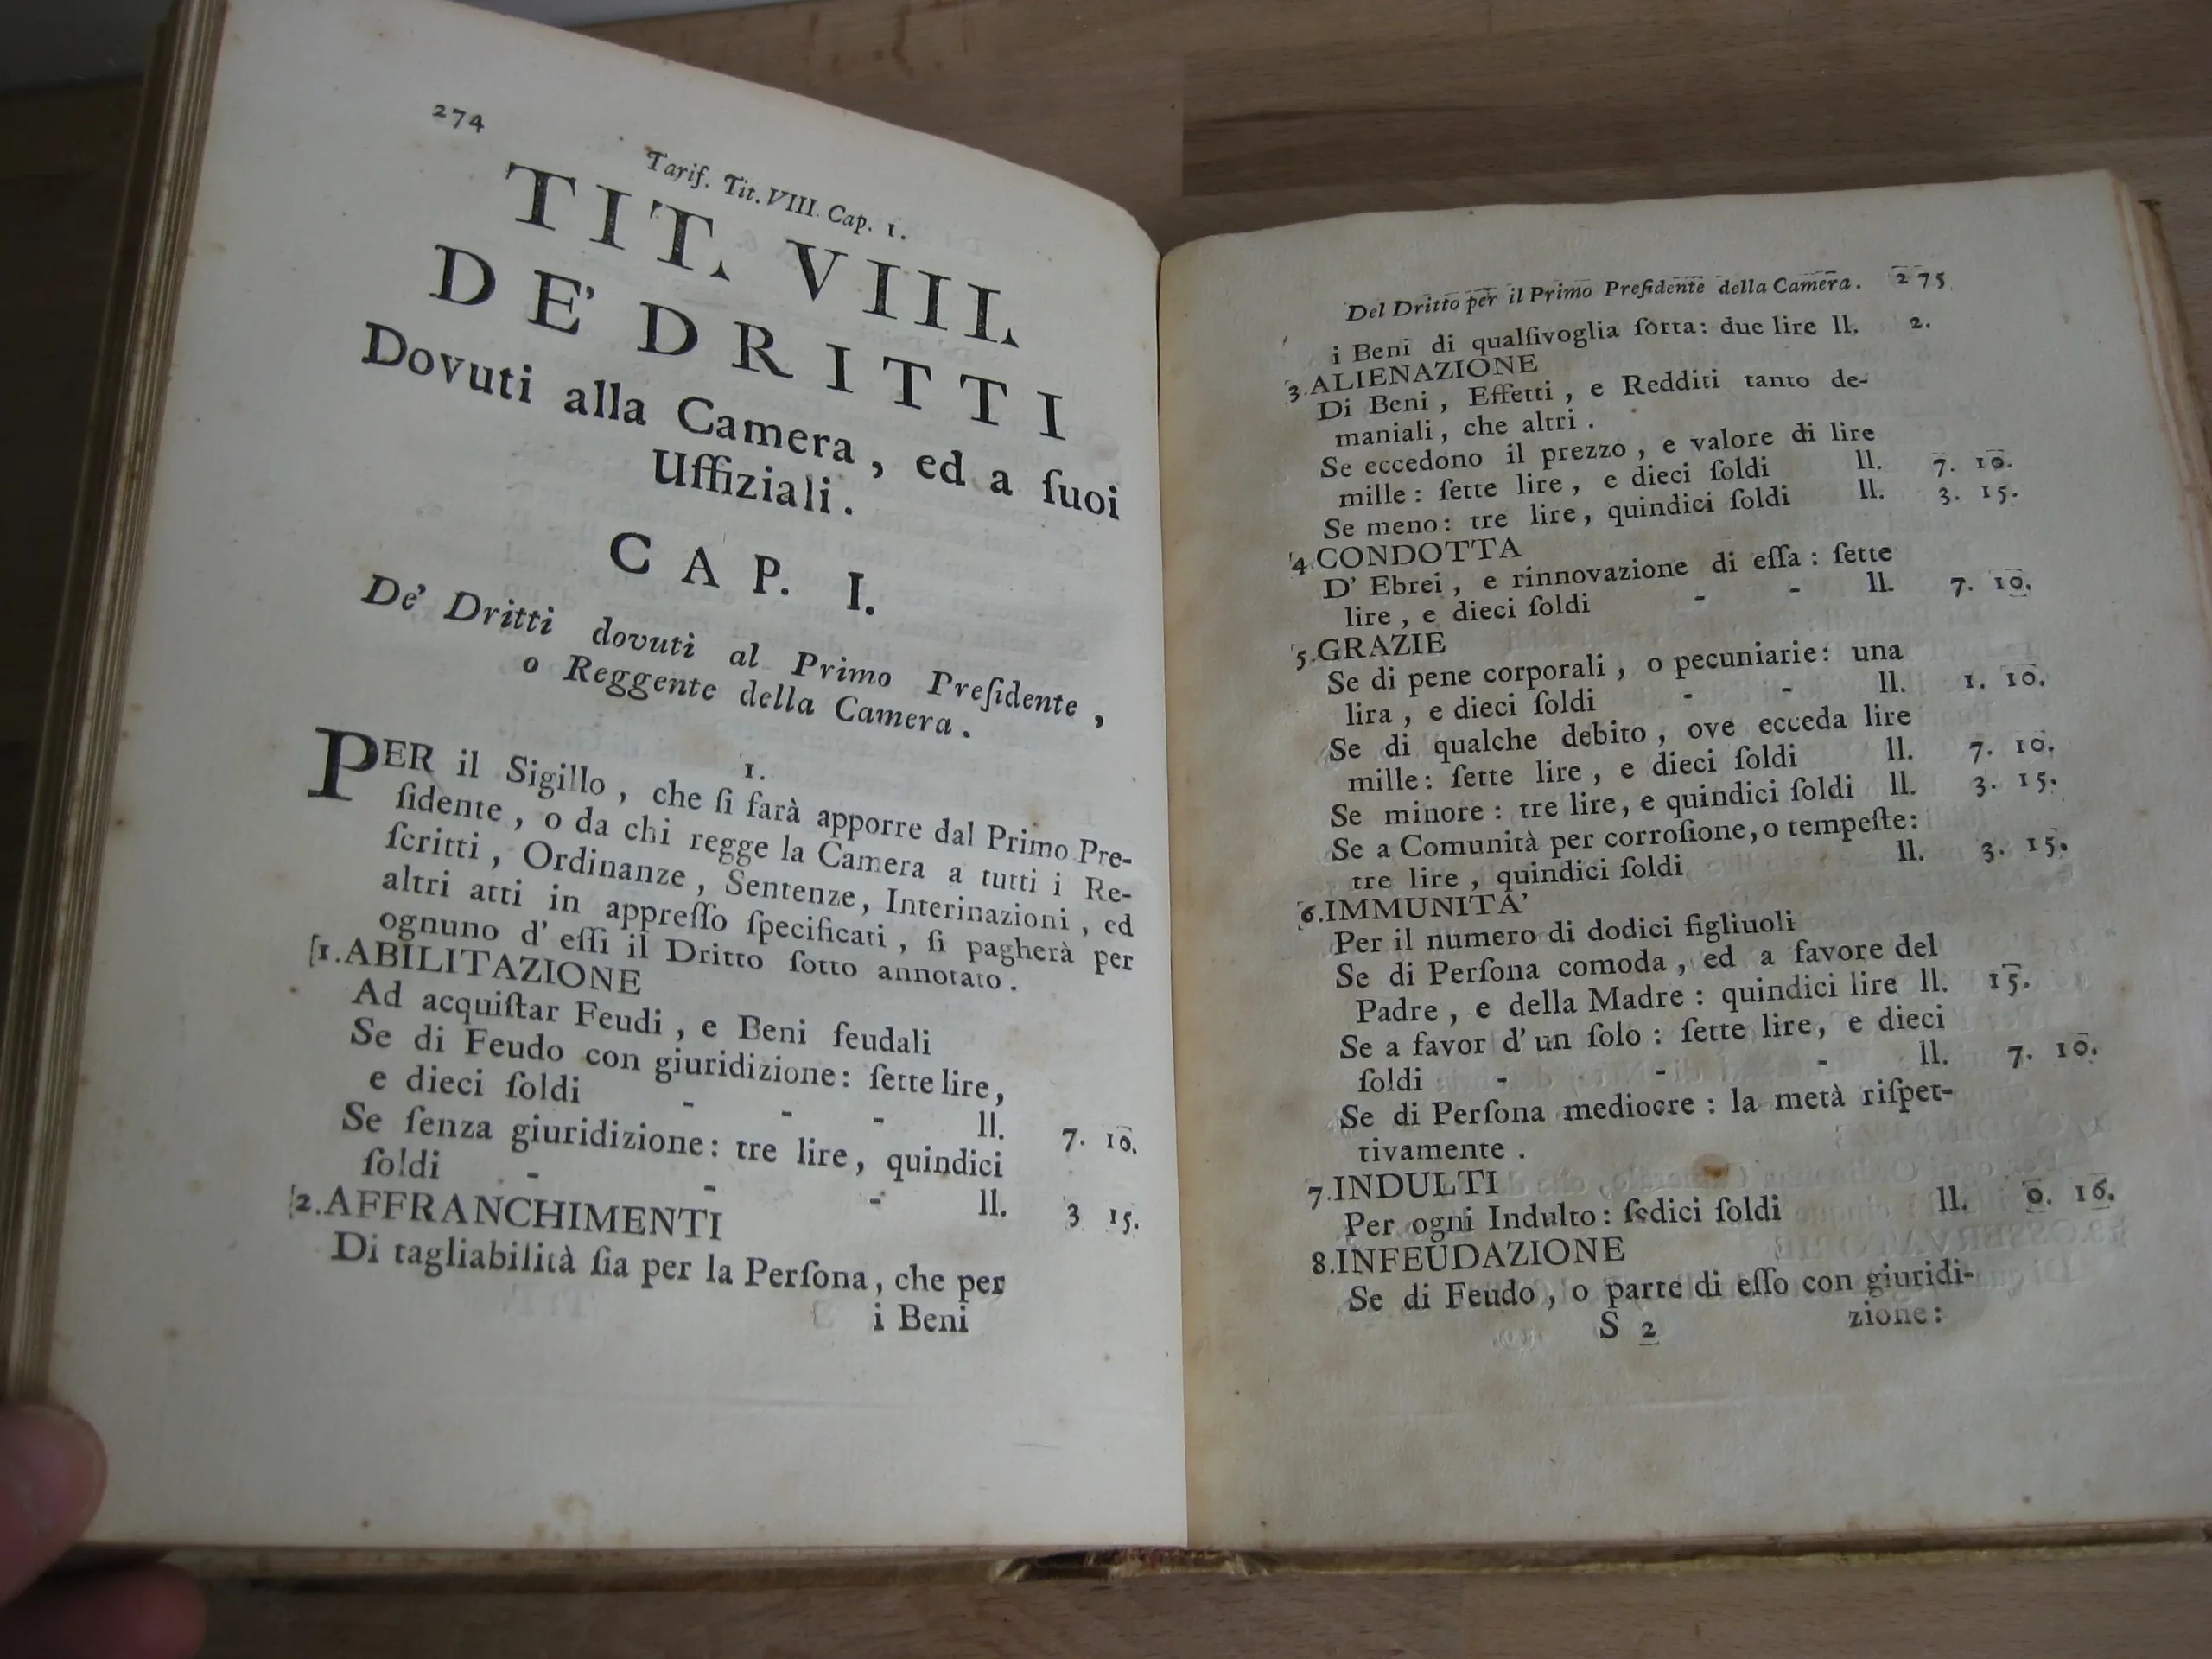 274
Tarif. Tit. VIII. Cap. 1.
TIT. VIII.
DE' DRITTI
Dovuti alla Camera, ed a ſuoi
Uffiziali.
CAP. I.
De' Dritti dovuti al Primo Preſidente,
o Reggente della Camera.
1.
PER il Sigillo, che ſi farà apporre dal Primo Pre-
ſidente, o da chi regge la Camera a tutti i Re-
ſcritti, Ordinanze, Sentenze, Interinazioni, ed
altri atti in appreſſo ſpecificati, ſi pagherà per
ognuno d' eſſi il Dritto ſotto annotato.
[1.ABILITAZIONE
Ad acquiſtar Feudi, e Beni feudali
Se di Feudo con giuridizione: ſette lire,
e dieci ſoldi - - - ll. 7. 10.
Se ſenza giuridizione: tre lire, quindici
ſoldi - - - ll. 3 15.
[2.AFFRANCHIMENTI
Di tagliabilità ſia per la Perſona, che per
i Beni
Del Dritto per il Primo Preſidente della Camera. 275
i Beni di qualſivoglia ſorta: due lire ll. 2.
3.ALIENAZIONE
Di Beni, Effetti, e Redditi tanto de-
maniali, che altri.
Se eccedono il prezzo, e valore di lire
mille: ſette lire, e dieci ſoldi ll. 7. 10.
Se meno: tre lire, quindici ſoldi ll. 3. 15.
4.CONDOTTA
D' Ebrei, e rinnovazione di eſſa: ſette
lire, e dieci ſoldi - - ll. 7. 10.
5.GRAZIE
Se di pene corporali, o pecuniarie: una
lira, e dieci ſoldi - - ll. 1. 10.
Se di qualche debito, ove ecceda lire
mille: ſette lire, e dieci ſoldi ll. 7. 10.
Se minore: tre lire, e quindici ſoldi ll. 3. 15.
Se a Comunità per corroſione, o tempeſte:
tre lire, quindici ſoldi ll. 3. 15.
6.IMMUNITA'
Per il numero di dodici figliuoli
Se di Perſona comoda, ed a favore del
Padre, e della Madre: quindici lire ll. 15.
Se a favor d' un ſolo: ſette lire, e dieci
ſoldi - - - ll. 7. 10.
Se di Perſona mediocre: la metà riſpet-
tivamente.
7.INDULTI
Per ogni Indulto: ſedici ſoldi ll. 0. 16.
8.INFEUDAZIONE
Se di Feudo, o parte di eſſo con giuridi-
S 2 zione: